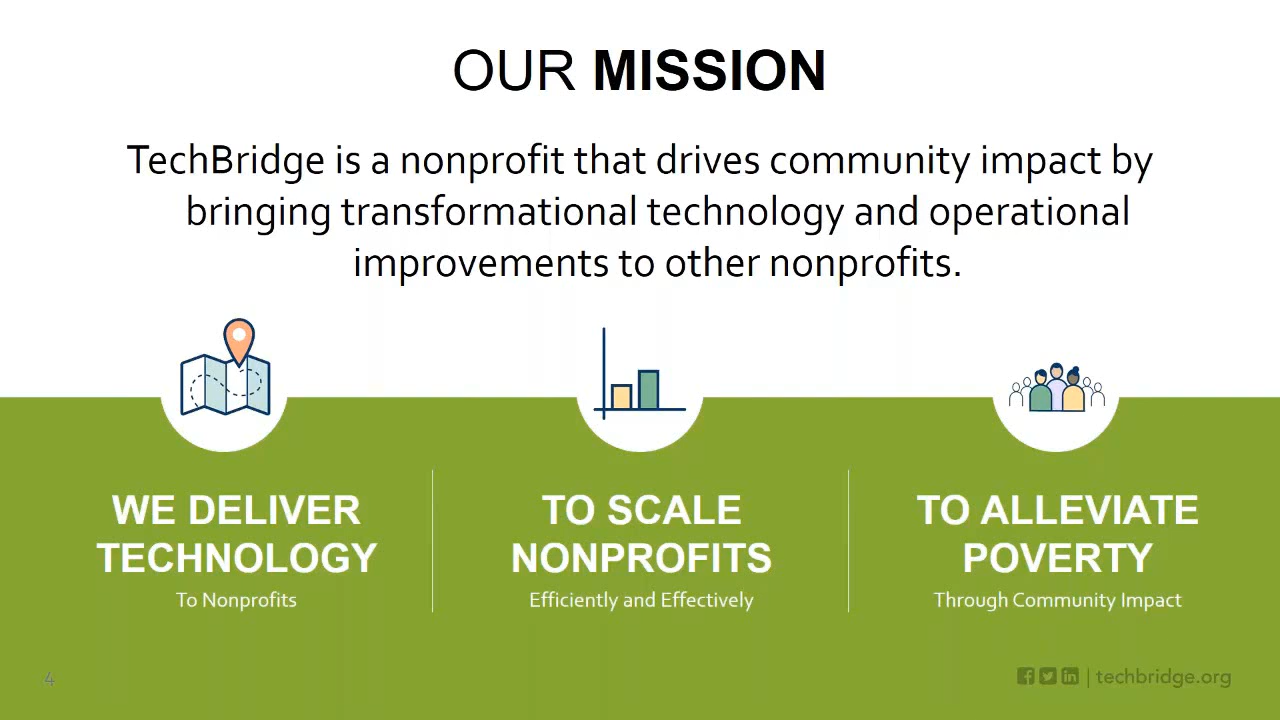 OUR MISSION
TechBridge is a nonprofit that drives community impact by
bringing transformational technology and operational
improvements to other nonprofits.
WE DELIVER
TECHNOLOGY
To Nonprofits
TO SCALE
NONPROFITS
Efficiently and Effectively
TO ALLEVIATE
POVERTY
Through Community Impact
4
| techbridge.org